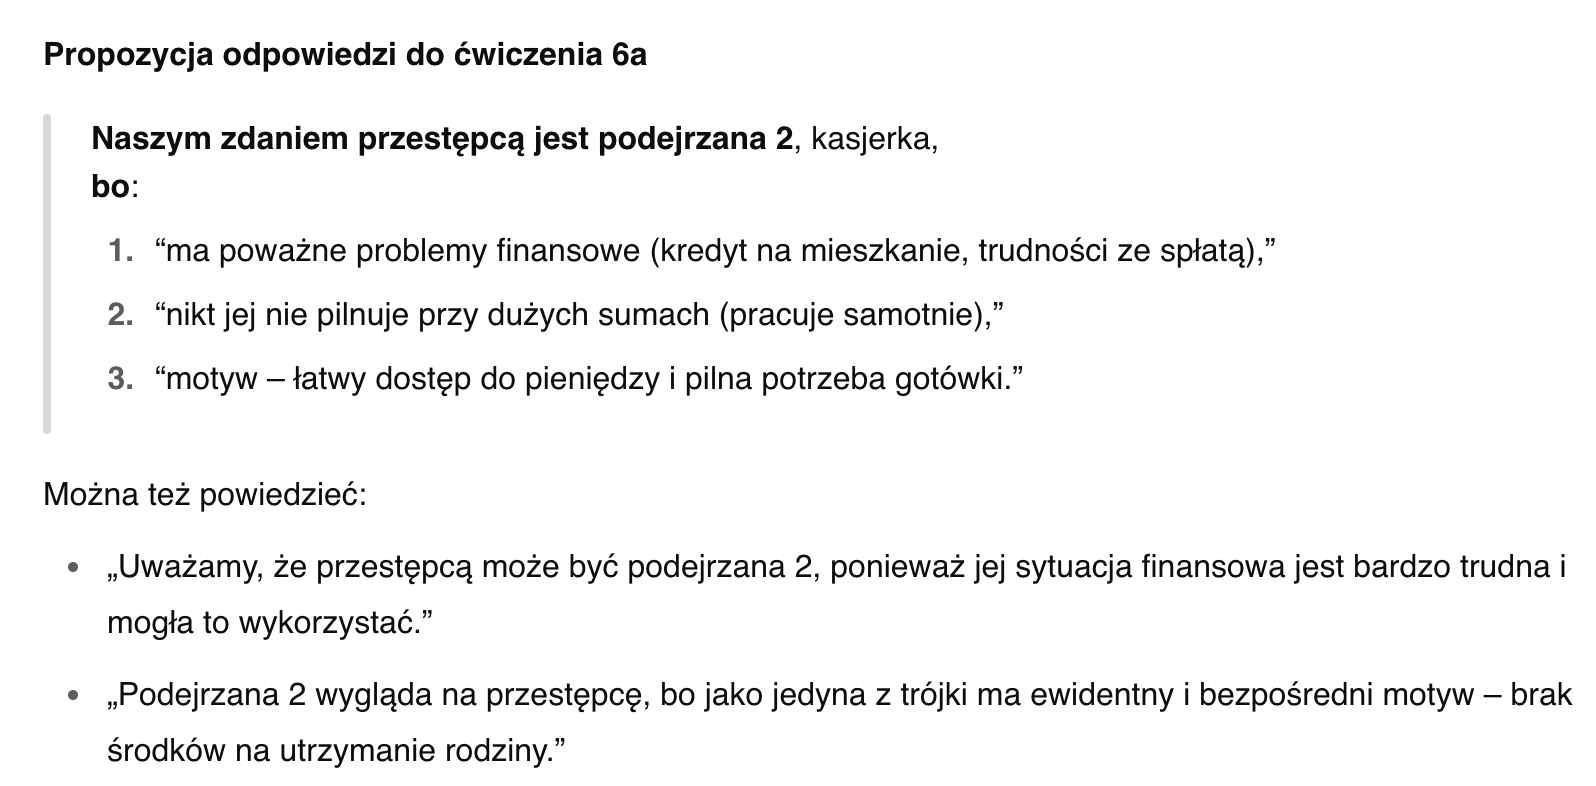 Propozycja odpowiedzi do ćwiczenia 6a
Naszym zdaniem przestępcą jest podejrzana 2, kasjerka,
bo:
1. “ma poważne problemy finansowe (kredyt na mieszkanie, trudności ze spłatą),”
2. “nikt jej nie pilnuje przy dużych sumach (pracuje samotnie),”
3. “motyw – łatwy dostęp do pieniędzy i pilna potrzeba gotówki.”
Można też powiedzieć:
• „Uważamy, że przestępcą może być podejrzana 2, ponieważ jej sytuacja finansowa jest bardzo trudna i
mogła to wykorzystać.”
• „Podejrzana 2 wygląda na przestępcę, bo jako jedyna z trójki ma ewidentny i bezpośredni motyw – brak
środków na utrzymanie rodziny.”